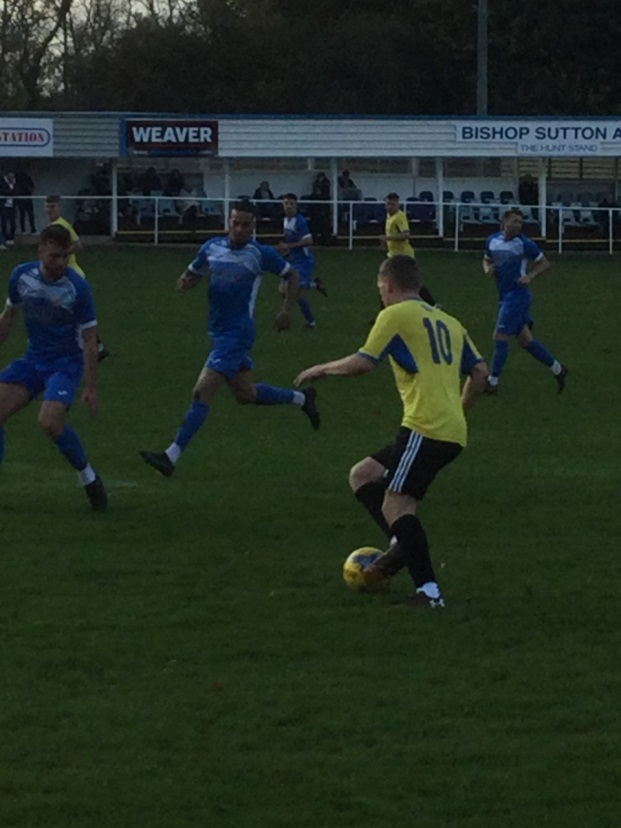 STATION
WEAVER
BISHOP SUTTON A
THE HUNT STAND
10